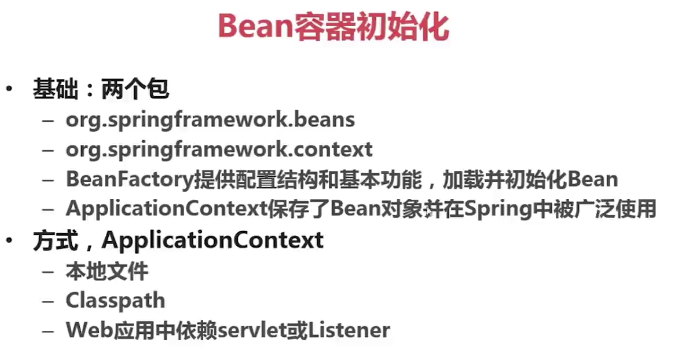 Bean容器初始化
• 基础：两个包
– org.springframework.beans
– org.springframework.context
– BeanFactory提供配置结构和基本功能，加载并初始化Bean
– ApplicationContext保存了Bean对象并在Spring中被广泛使用
• 方式，ApplicationContext
– 本地文件
– Classpath
– Web应用中依赖servlet或Listener